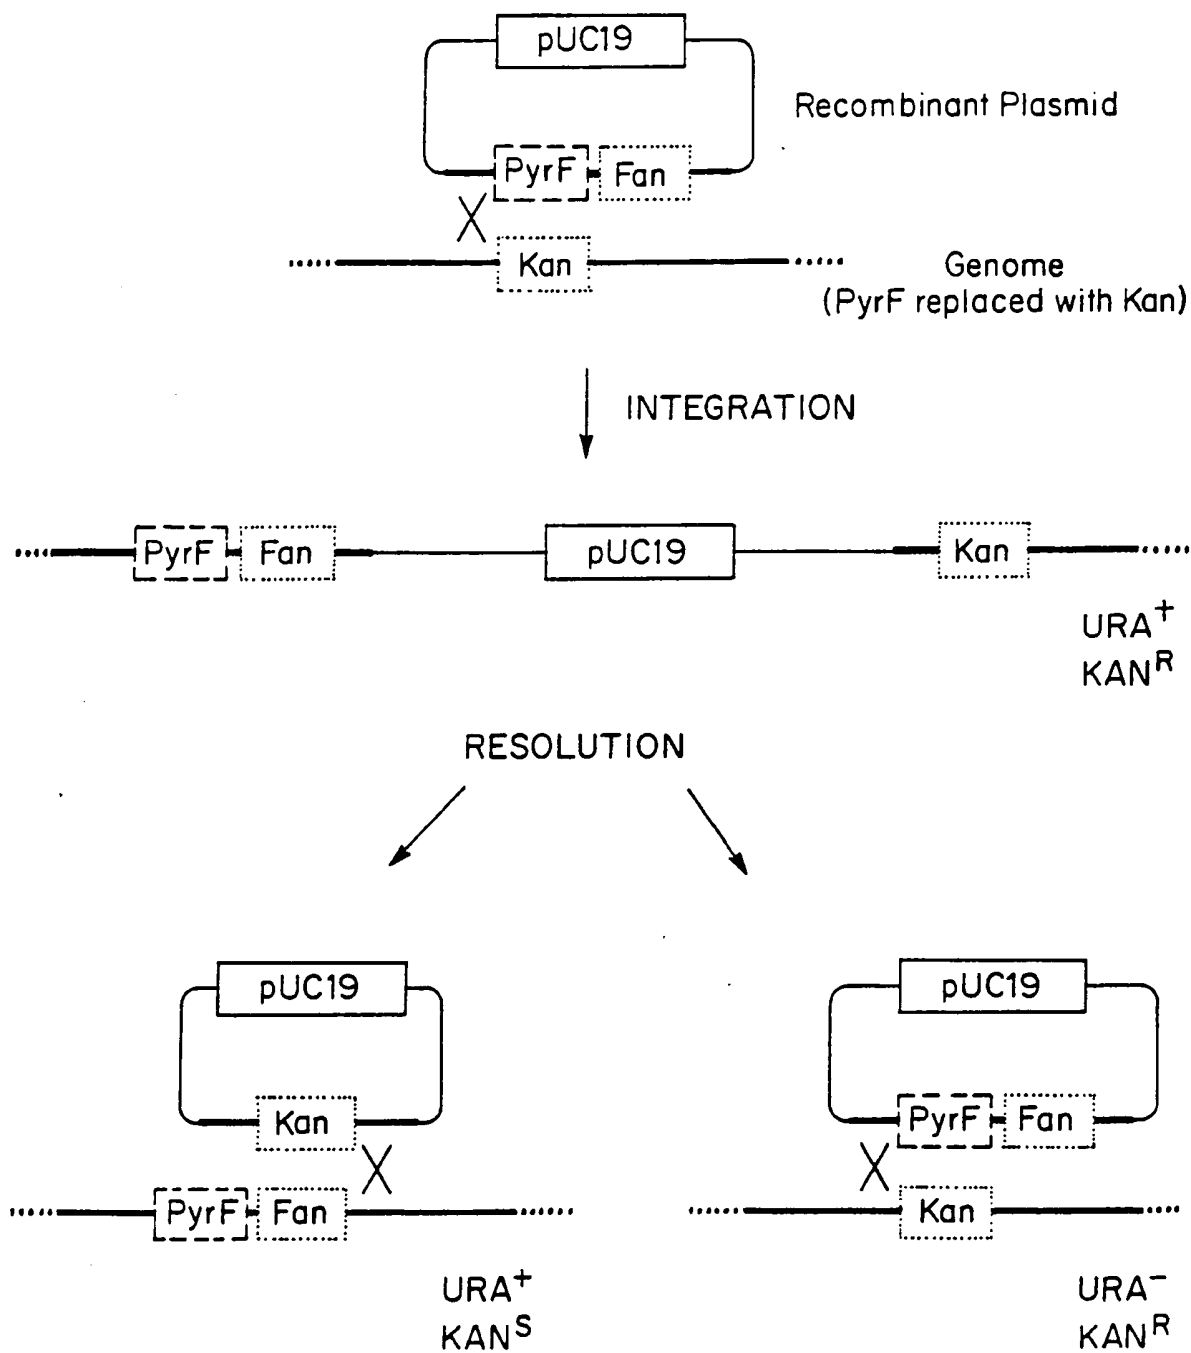 pUC19
Recombinant Plasmid
PyrF Fan
Kan
Genome
(PyrF replaced with Kan)
INTEGRATION
PyrF Fan pUC19 Kan
URA+
KANR
RESOLUTION
pUC19 pUC19
Kan PyrF Fan
PyrF Fan Kan
URA+ URA−
KANS KANR